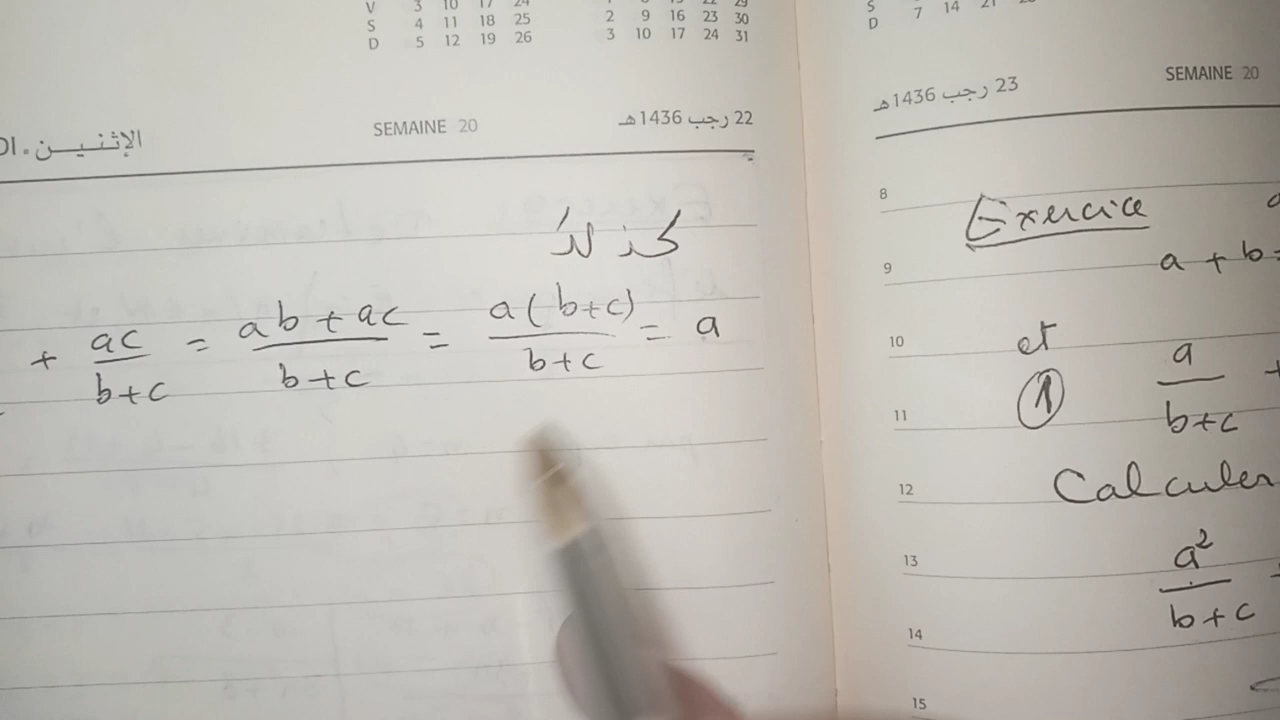 V 3 10 17 24
S 4 11 18 25
D 5 12 19 26
2 9 16 23 30
3 10 17 24 31
الإثنين
SEMAINE 20
22 رجب 1436هـ
كذلك
+ ac/(b+c) = (ab+ac)/(b+c) = a(b+c)/(b+c) = a
S
D 7 14 21
23 رجب 1436هـ
SEMAINE 20
8
Exercice
9
a + b =
10
et
11
① a/(b+c) +
12
Calculer
13
a²/(b+c)
14
15